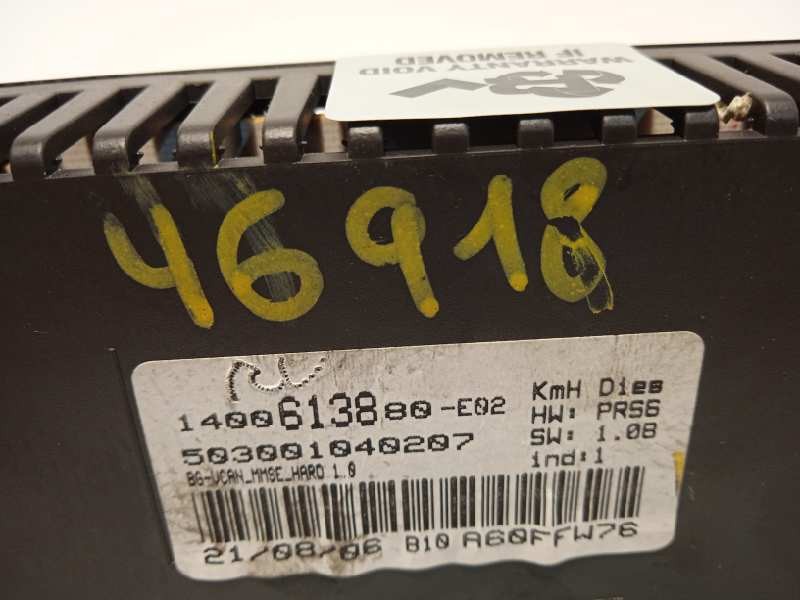 WARRANTY VOID
IF REMOVED
46918
1400613880-E02
503001040207
BG-VCAN_MMSE_HARD 1.0
KmH Dies
HW: PRS6
SW: 1.08
ind:1
21/08/06 B10 A60FFW76